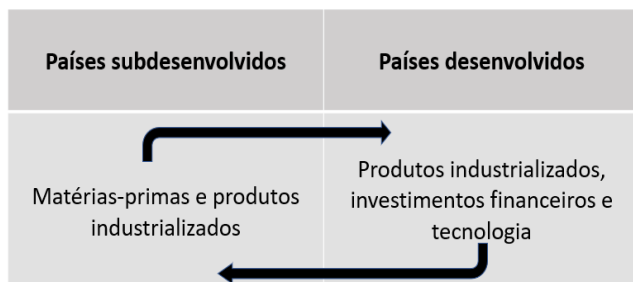 Países subdesenvolvidos
Países desenvolvidos
Matérias-primas e produtos
industrializados
Produtos industrializados,
investimentos financeiros e
tecnologia